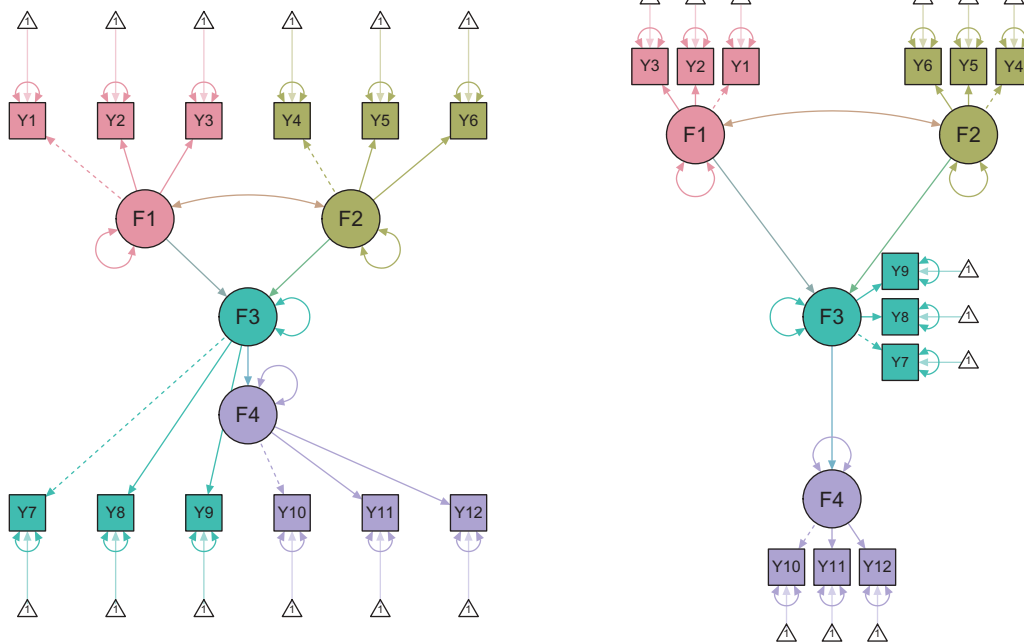 1 1 1 1 1 1
Y1 Y2 Y3 Y4 Y5 Y6
F1 F2
F3
F4
Y7 Y8 Y9 Y10 Y11 Y12
1 1 1 1 1 1
Y3 Y2 Y1 Y6 Y5 Y4
F1 F2
Y9 1
F3 Y8 1
Y7 1
F4
Y10 Y11 Y12
1 1 1